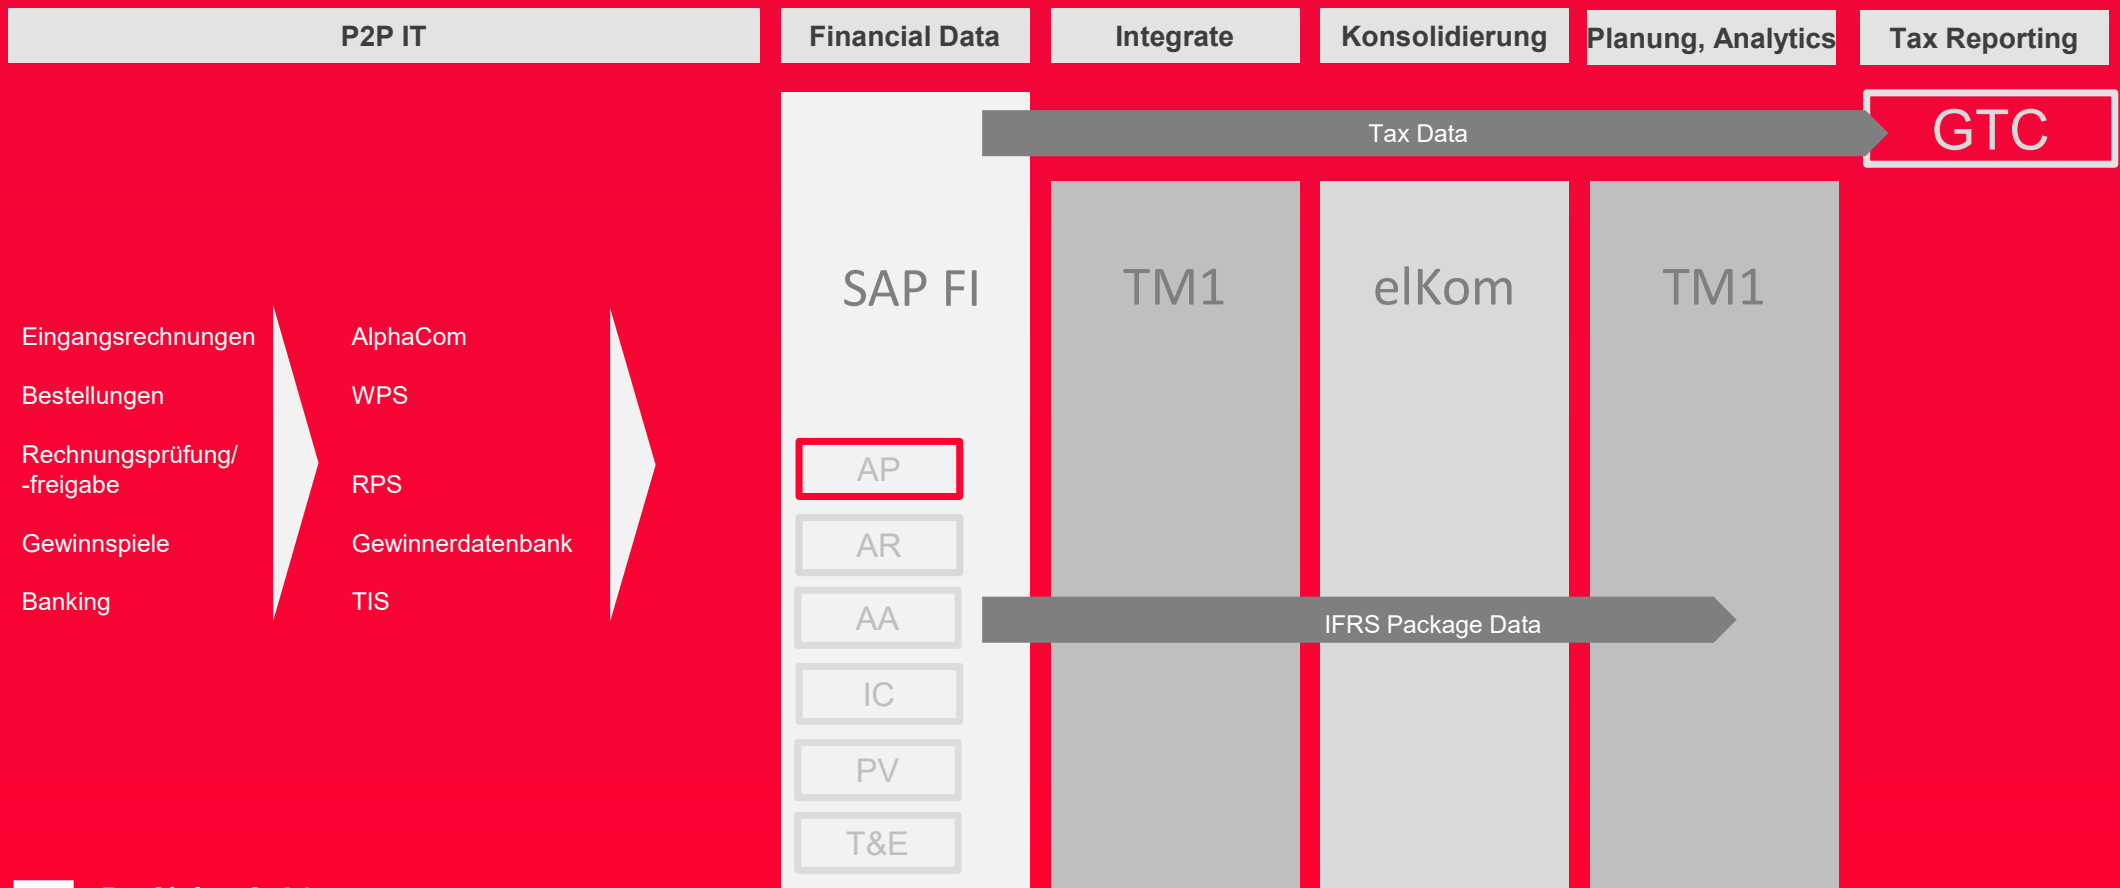 P2P IT
Financial Data
Integrate
Konsolidierung
Planung, Analytics
Tax Reporting
Tax Data
GTC
SAP FI
TM1
elKom
TM1
Eingangsrechnungen
AlphaCom
Bestellungen
WPS
Rechnungsprüfung/
-freigabe
RPS
Gewinnspiele
Gewinnerdatenbank
Banking
TIS
AP
AR
AA
IFRS Package Data
IC
PV
T&E